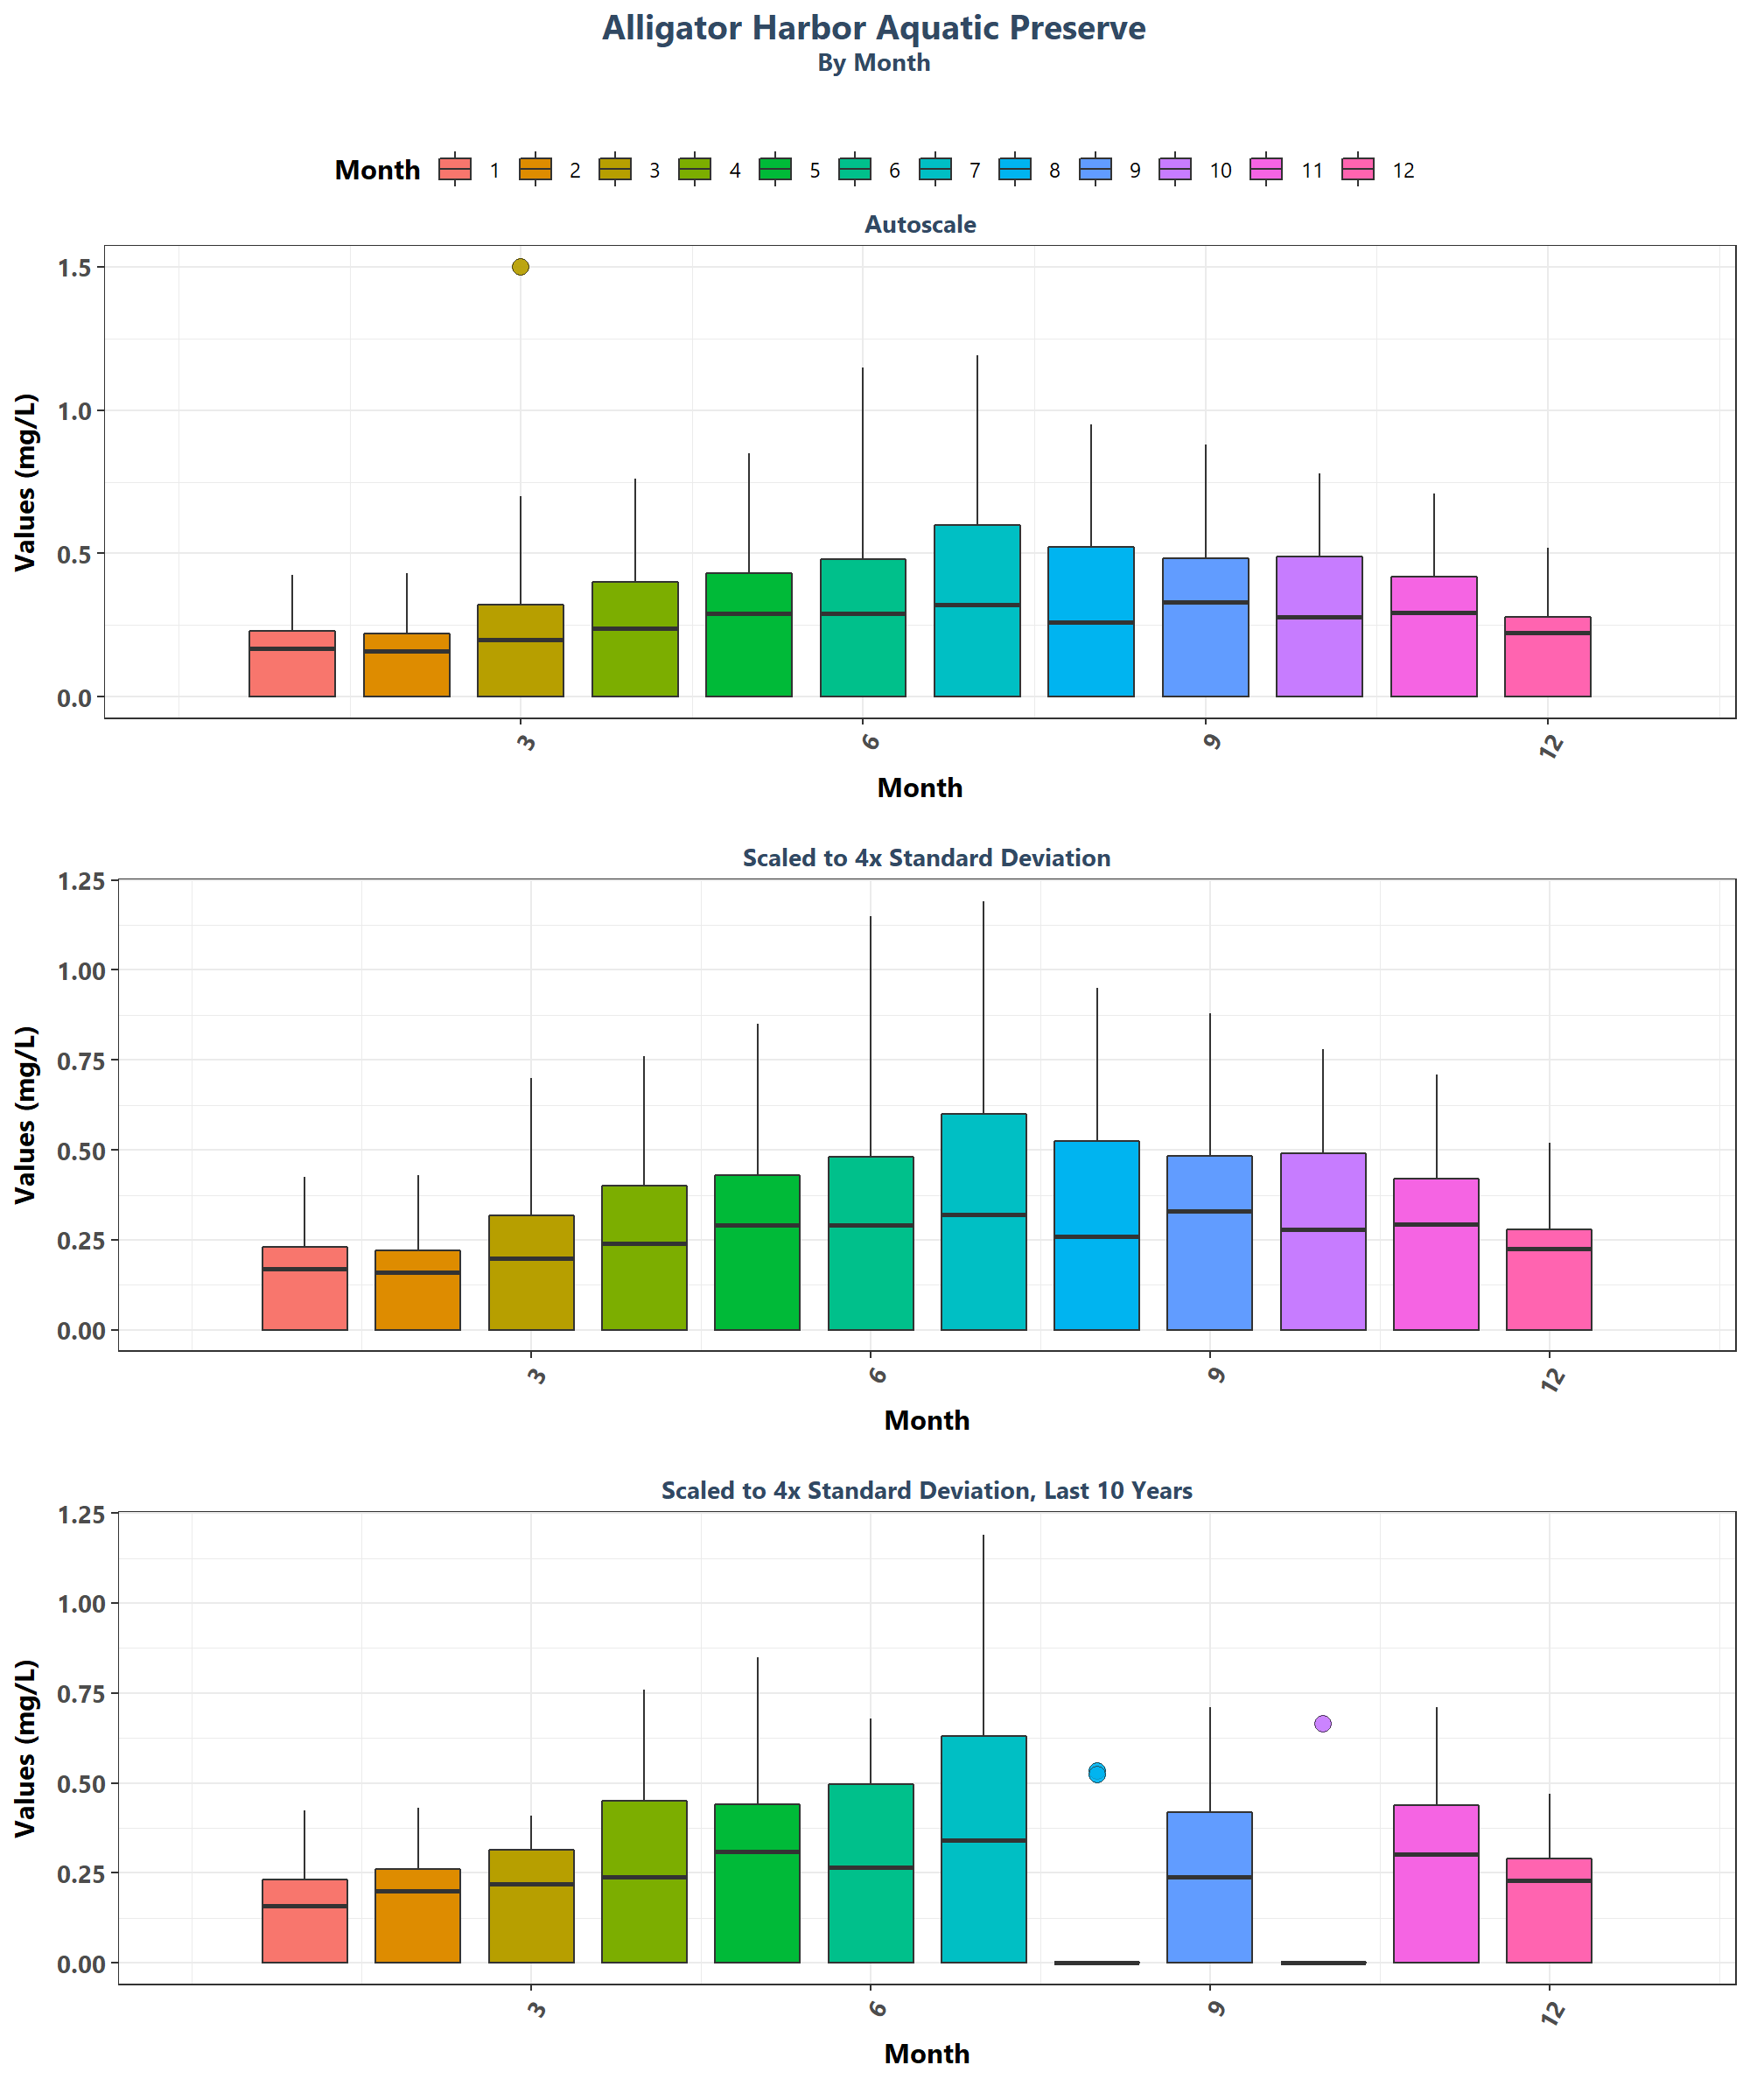 Alligator Harbor Aquatic Preserve
By Month
Month 1 2 3 4 5 6 7 8 9 10 11 12
Autoscale
Values (mg/L)
1.5
1.0
0.5
0.0
3 6 9 12
Month
Scaled to 4x Standard Deviation
Values (mg/L)
1.25
1.00
0.75
0.50
0.25
0.00
3 6 9 12
Month
Scaled to 4x Standard Deviation, Last 10 Years
Values (mg/L)
1.25
1.00
0.75
0.50
0.25
0.00
3 6 9 12
Month